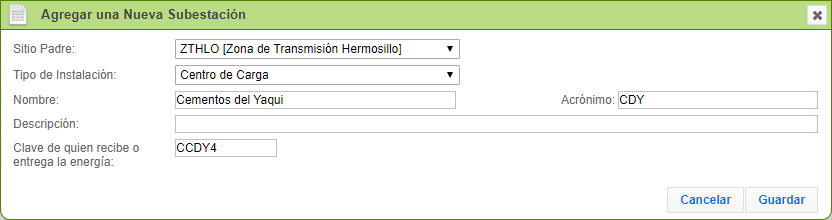 Agregar una Nueva Subestación
Sitio Padre: ZTHLO [Zona de Transmisión Hermosillo]
Tipo de Instalación: Centro de Carga
Nombre: Cementos del Yaqui Acrónimo: CDY
Descripción:
Clave de quien recibe o
entrega la energía: CCDY4
Cancelar Guardar